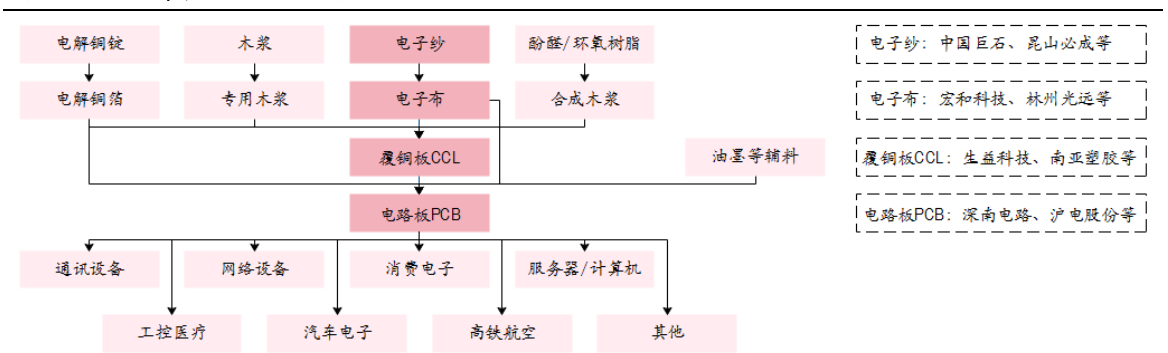 电解铜锭
木浆
电子纱
酚醛/环氧树脂
电子纱：中国巨石、昆山必成等
电解铜箔
专用木浆
电子布
合成木浆
电子布：宏和科技、林州光远等
覆铜板CCL
油墨等辅料
覆铜板CCL：生益科技、南亚塑胶等
电路板PCB
电路板PCB：深南电路、沪电股份等
通讯设备
网络设备
消费电子
服务器/计算机
工控医疗
汽车电子
高铁航空
其他